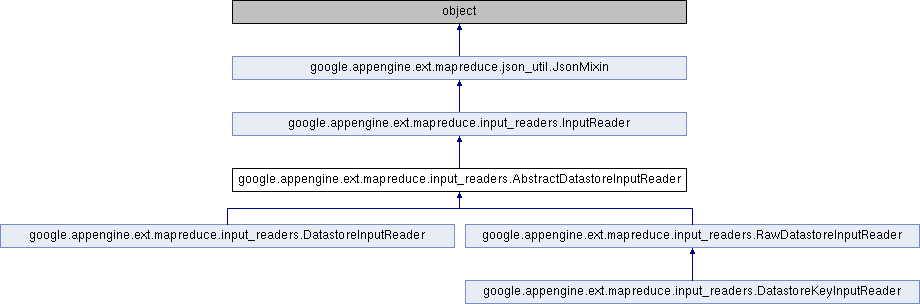 object
google.appengine.ext.mapreduce.json_util.JsonMixin
google.appengine.ext.mapreduce.input_readers.InputReader
google.appengine.ext.mapreduce.input_readers.AbstractDatastoreInputReader
google.appengine.ext.mapreduce.input_readers.DatastoreInputReader
google.appengine.ext.mapreduce.input_readers.RawDatastoreInputReader
google.appengine.ext.mapreduce.input_readers.DatastoreKeyInputReader